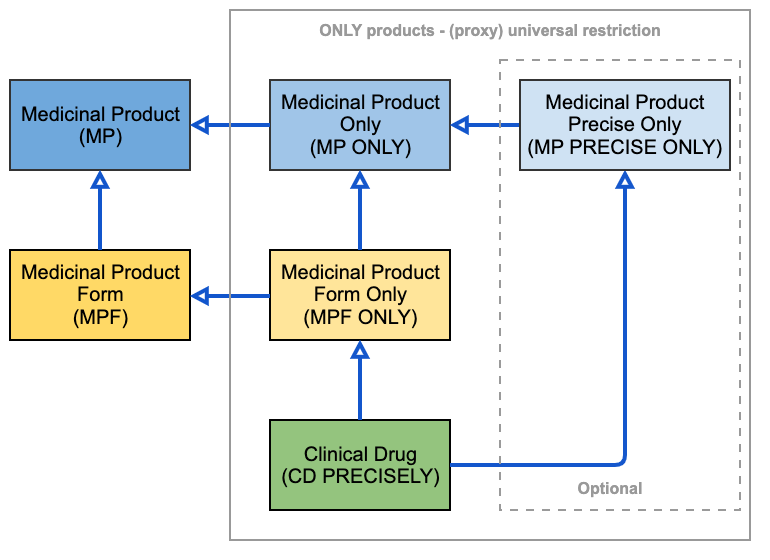 ONLY products - (proxy) universal restriction
Medicinal Product
(MP)
Medicinal Product
Only
(MP ONLY)
Medicinal Product
Precise Only
(MP PRECISE ONLY)
Medicinal Product
Form
(MPF)
Medicinal Product
Form Only
(MPF ONLY)
Clinical Drug
(CD PRECISELY)
Optional